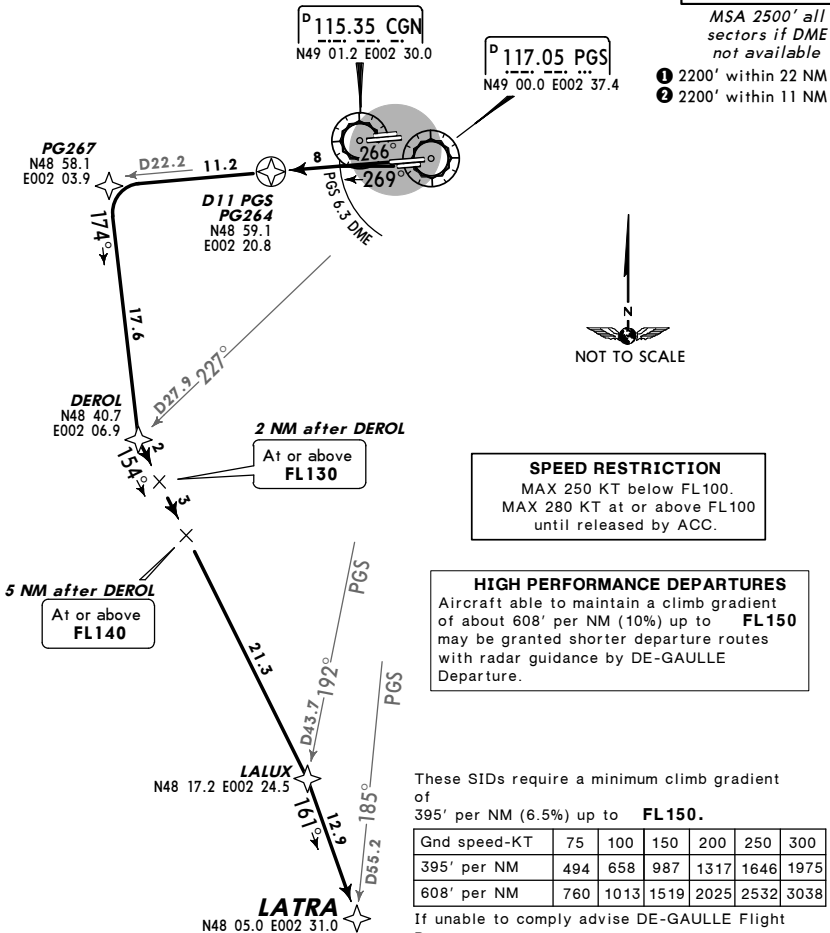 D 115.35 CGN
N49 01.2 E002 30.0
D 117.05 PGS
N49 00.0 E002 37.4
MSA 2500' all
sectors if DME
not available
1 2200' within 22 NM
2 2200' within 11 NM
PG267
N48 58.1
E002 03.9
D22.2
11.2
8
266°
269°
PGS 6.3 DME
D11 PGS
PG264
N48 59.1
E002 20.8
174°
17.6
N
NOT TO SCALE
D27.9 227°
DEROL
N48 40.7
E002 06.9
2
154°
3
2 NM after DEROL
At or above
FL130
SPEED RESTRICTION
MAX 250 KT below FL100.
MAX 280 KT at or above FL100
until released by ACC.
5 NM after DEROL
At or above
FL140
HIGH PERFORMANCE DEPARTURES
Aircraft able to maintain a climb gradient
of about 608' per NM (10%) up to FL150
may be granted shorter departure routes
with radar guidance by DE-GAULLE
Departure.
21.3
D43.7 192° PGS
D55.2 185° PGS
LALUX
N48 17.2 E002 24.5
161°
12.9
LATRA
N48 05.0 E002 31.0
These SIDs require a minimum climb gradient
of
395' per NM (6.5%) up to FL150.
Gnd speed-KT 75 100 150 200 250 300
395' per NM 494 658 987 1317 1646 1975
608' per NM 760 1013 1519 2025 2532 3038
If unable to comply advise DE-GAULLE Flight